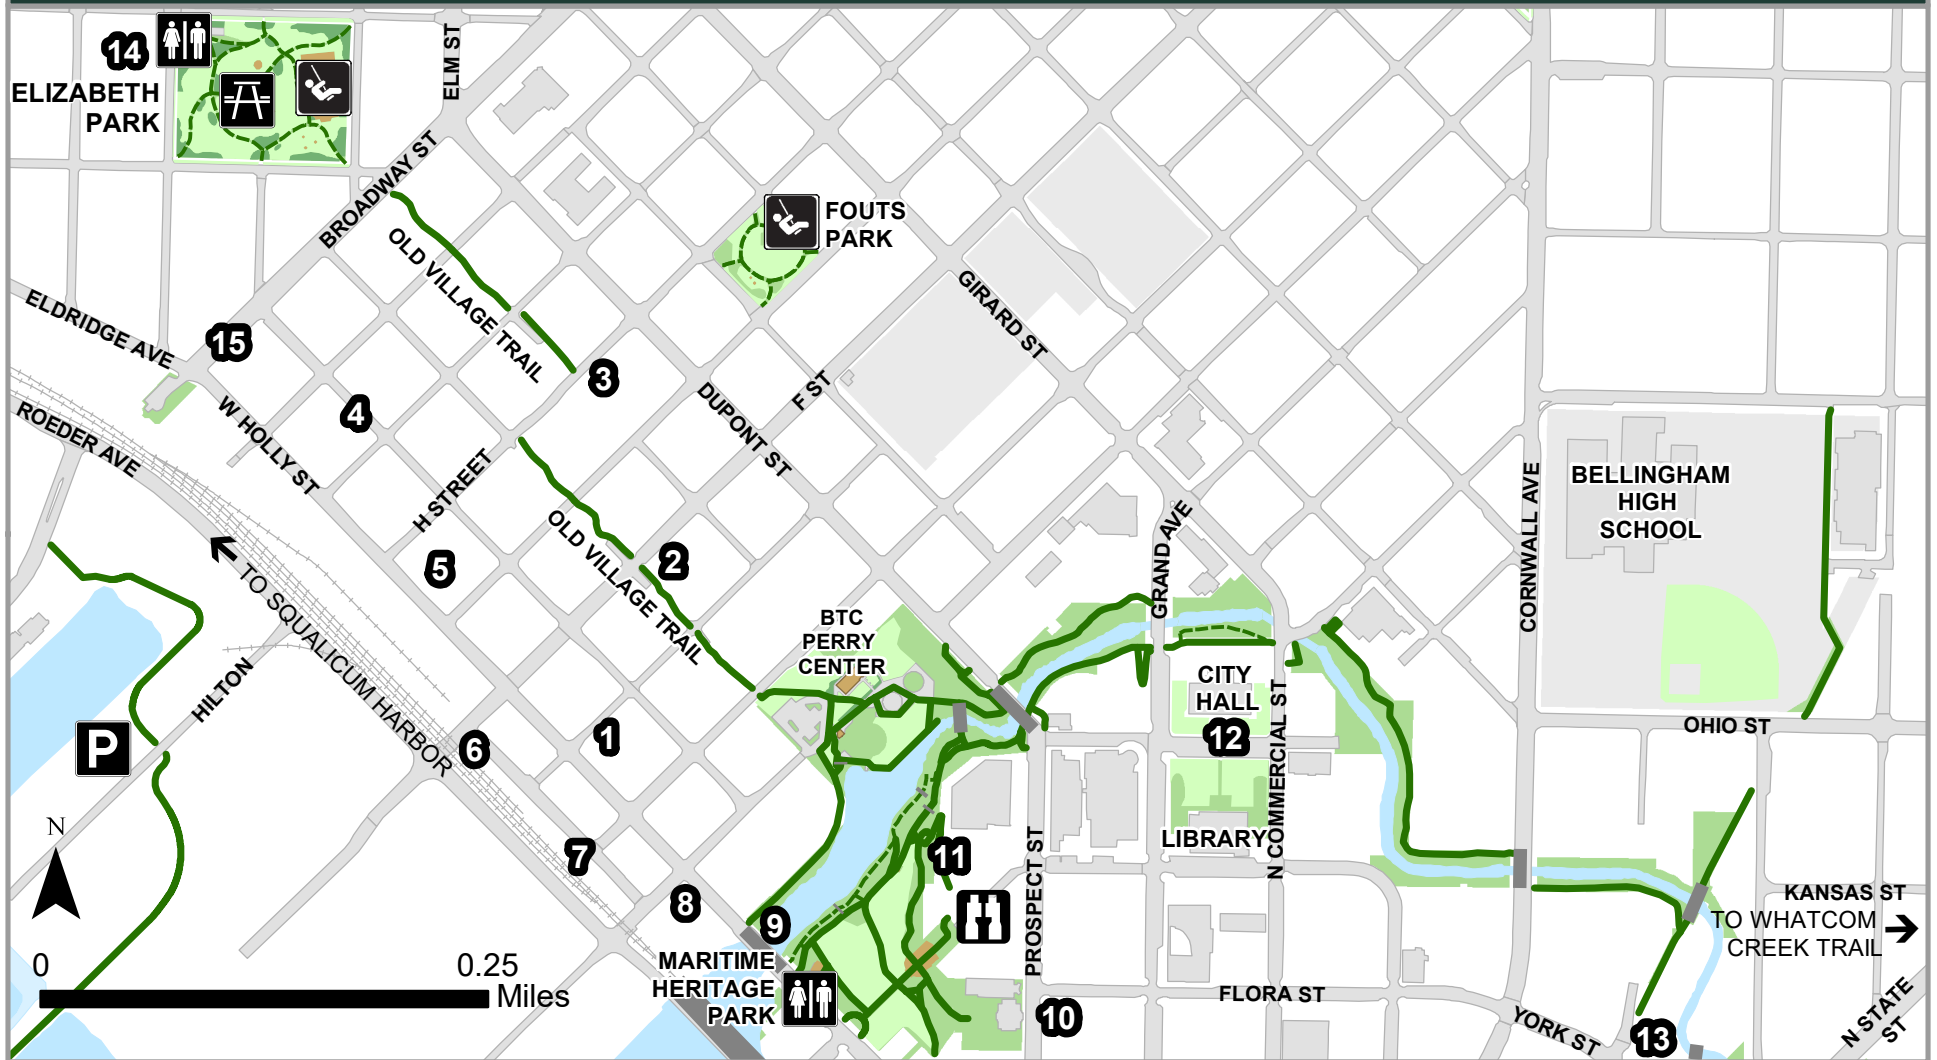 14
ELIZABETH
PARK
ELM ST
BROADWAY ST
OLD VILLAGE TRAIL
FOUTS
PARK
GIRARD ST
ELDRIDGE AVE
15
ROEDER AVE
W HOLLY ST
4
3
F ST
DUPONT ST
H STREET
5
OLD VILLAGE TRAIL
2
GRAND AVE
CORNWALL AVE
BELLINGHAM
HIGH
SCHOOL
TO SQUALICUM HARBOR
HILTON
P
BTC
PERRY
CENTER
CITY
HALL
12
N COMMERCIAL ST
OHIO ST
6
1
7
8
9
11
LIBRARY
PROSPECT ST
KANSAS ST
TO WHATCOM
CREEK TRAIL
N
0
0.25
Miles
MARITIME
HERITAGE
PARK
10
FLORA ST
YORK ST
13
N STATE
ST